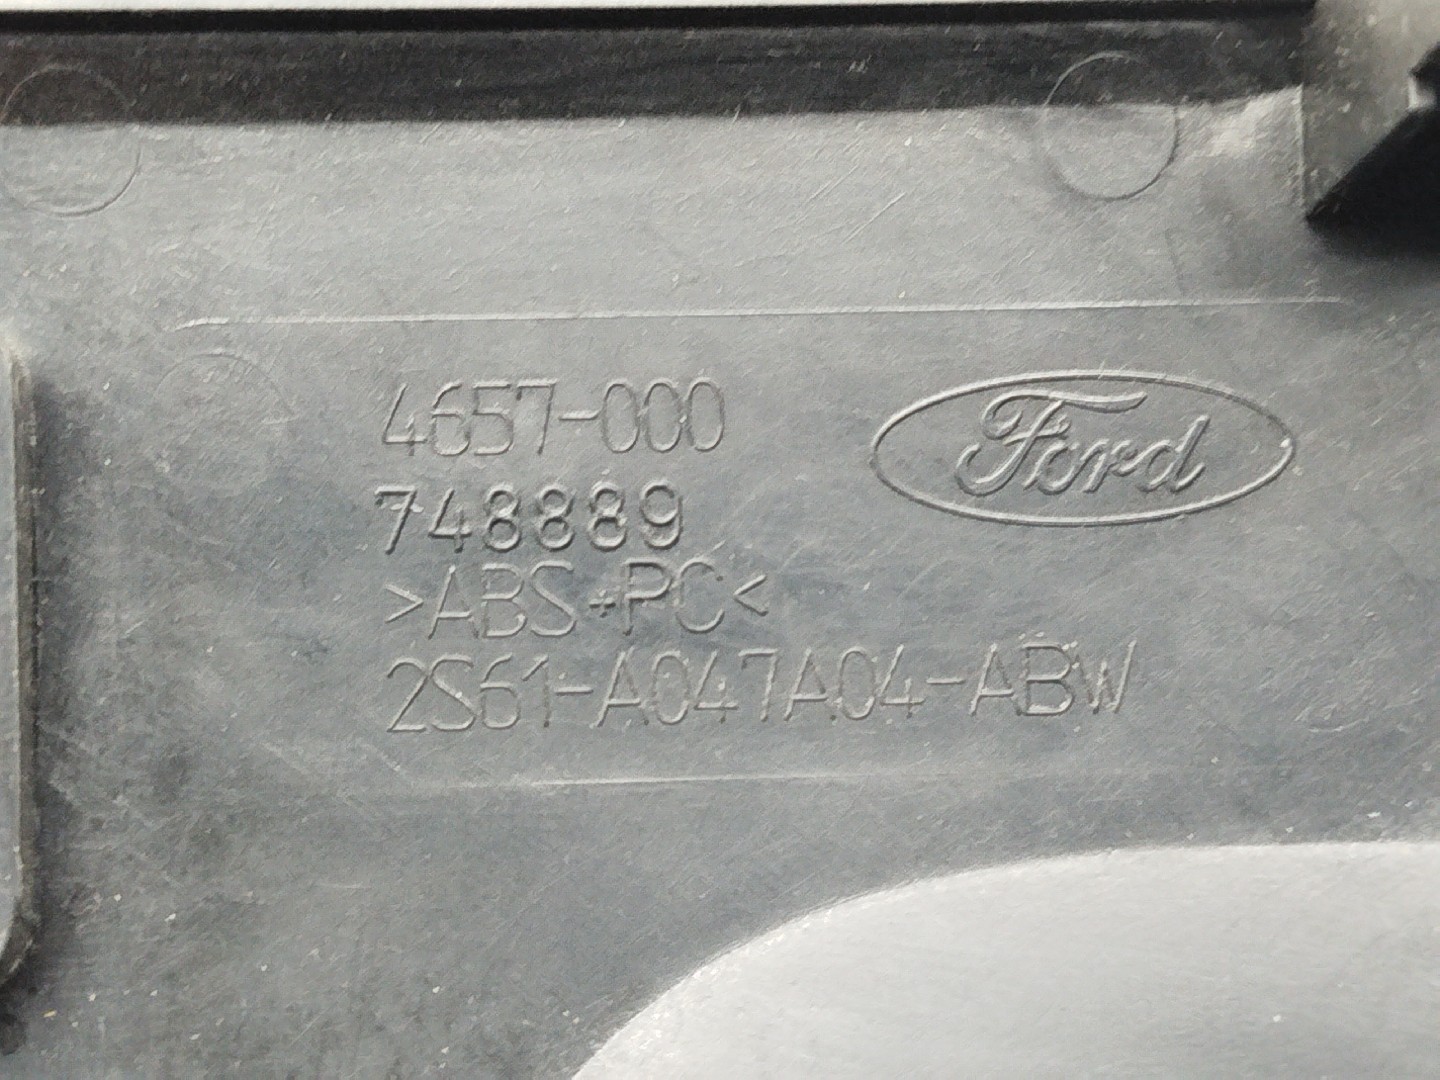 4657-000
Ford
748889
>ABS+PC<
2S61-A047A04-ABW